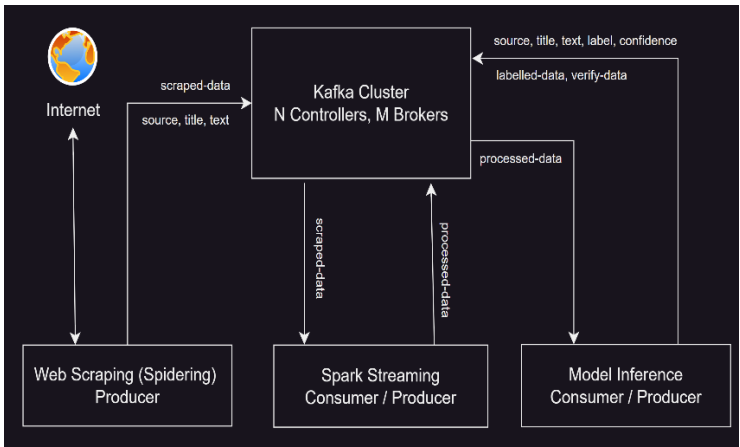 source, title, text, label, confidence
labelled-data, verify-data
scraped-data
source, title, text
Internet
Kafka Cluster
N Controllers, M Brokers
processed-data
scraped-data
processed-data
Web Scraping (Spidering)
Producer
Spark Streaming
Consumer / Producer
Model Inference
Consumer / Producer